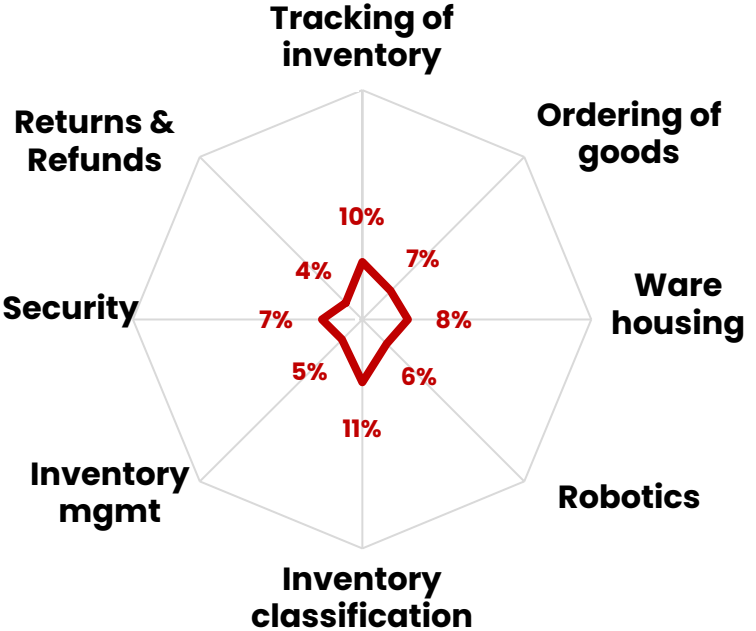 Tracking of
inventory
Ordering of
goods
Returns &
Refunds
10%
7%
4%
Ware
housing
Security
7%
8%
5%
6%
11%
Inventory
mgmt
Robotics
Inventory
classification